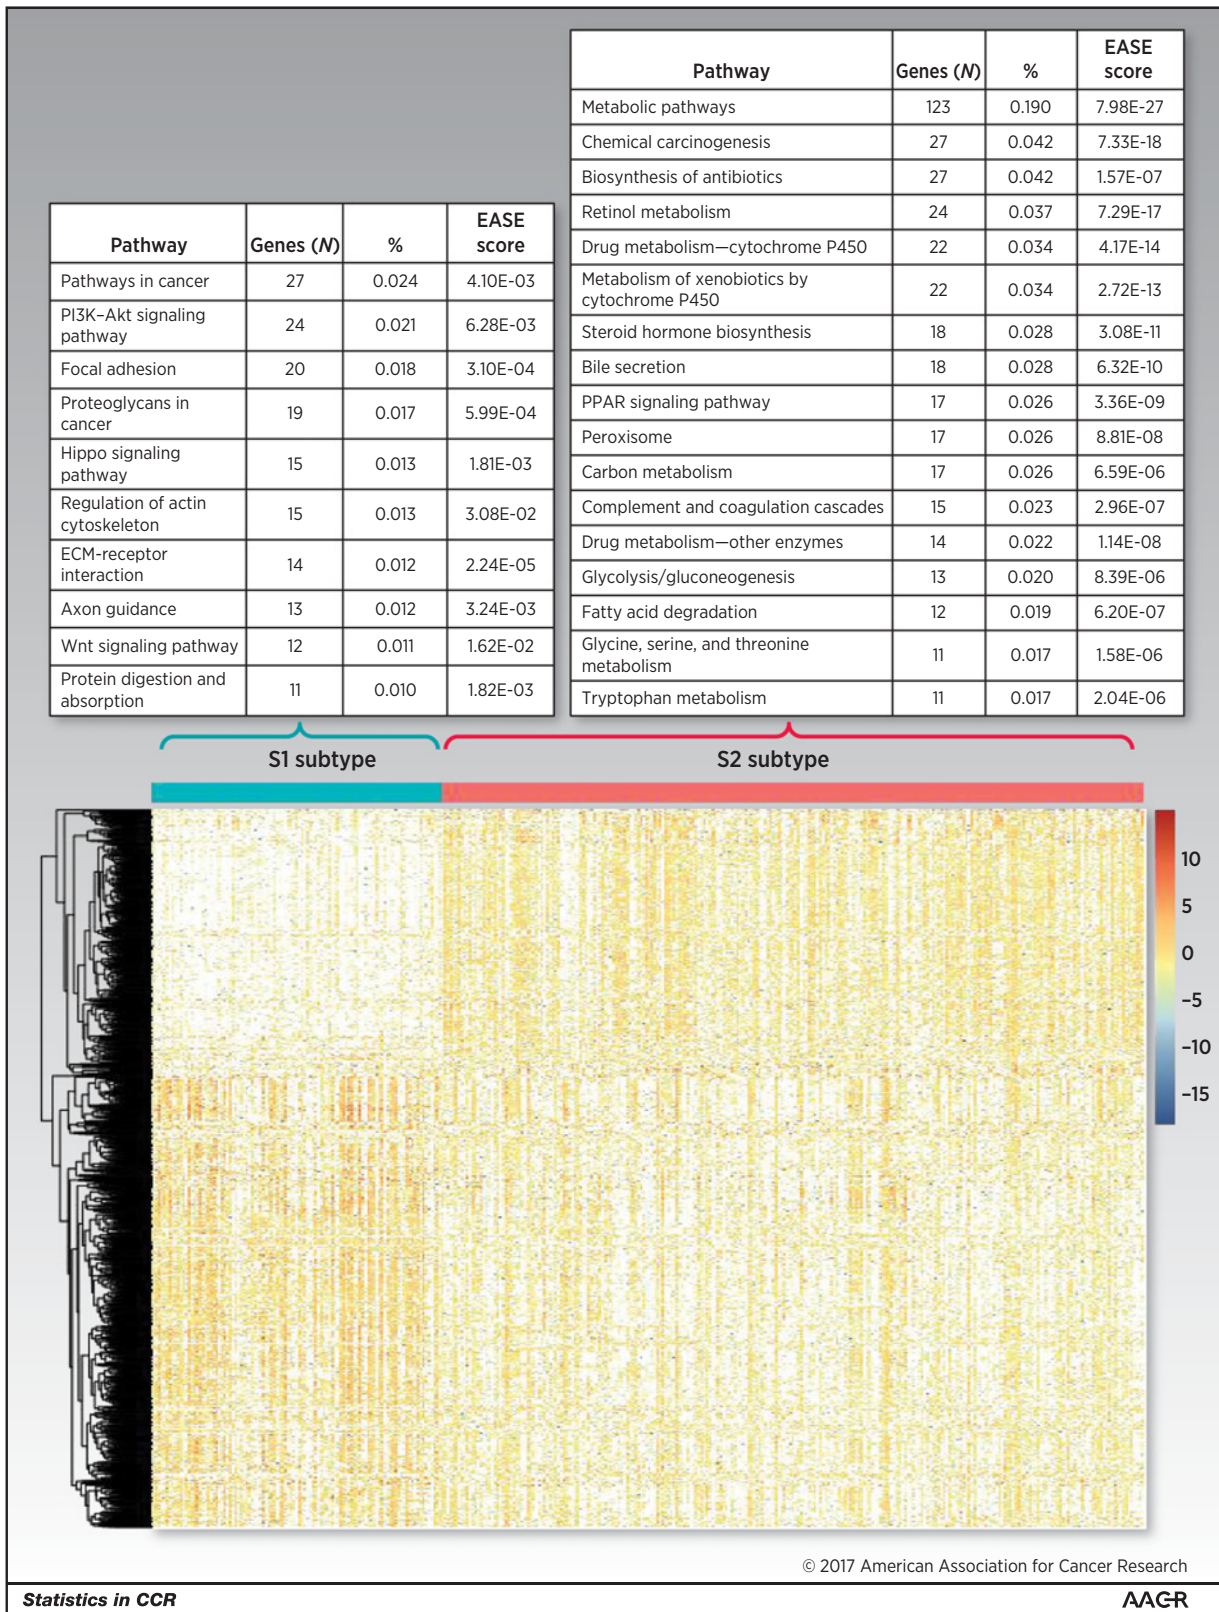 Pathway Genes (N) % EASE score
Metabolic pathways 123 0.190 7.98E-27
Chemical carcinogenesis 27 0.042 7.33E-18
Biosynthesis of antibiotics 27 0.042 1.57E-07
Retinol metabolism 24 0.037 7.29E-17
Drug metabolism—cytochrome P450 22 0.034 4.17E-14
Metabolism of xenobiotics by cytochrome P450 22 0.034 2.72E-13
Steroid hormone biosynthesis 18 0.028 3.08E-11
Bile secretion 18 0.028 6.32E-10
PPAR signaling pathway 17 0.026 3.36E-09
Peroxisome 17 0.026 8.81E-08
Carbon metabolism 17 0.026 6.59E-06
Complement and coagulation cascades 15 0.023 2.96E-07
Drug metabolism—other enzymes 14 0.022 1.14E-08
Glycolysis/gluconeogenesis 13 0.020 8.39E-06
Fatty acid degradation 12 0.019 6.20E-07
Glycine, serine, and threonine metabolism 11 0.017 1.58E-06
Tryptophan metabolism 11 0.017 2.04E-06
Pathway Genes (N) % EASE score
Pathways in cancer 27 0.024 4.10E-03
PI3K–Akt signaling pathway 24 0.021 6.28E-03
Focal adhesion 20 0.018 3.10E-04
Proteoglycans in cancer 19 0.017 5.99E-04
Hippo signaling pathway 15 0.013 1.81E-03
Regulation of actin cytoskeleton 15 0.013 3.08E-02
ECM-receptor interaction 14 0.012 2.24E-05
Axon guidance 13 0.012 3.24E-03
Wnt signaling pathway 12 0.011 1.62E-02
Protein digestion and absorption 11 0.010 1.82E-03
S1 subtype
S2 subtype
10
5
0
−5
−10
−15
© 2017 American Association for Cancer Research
Statistics in CCR
AACR